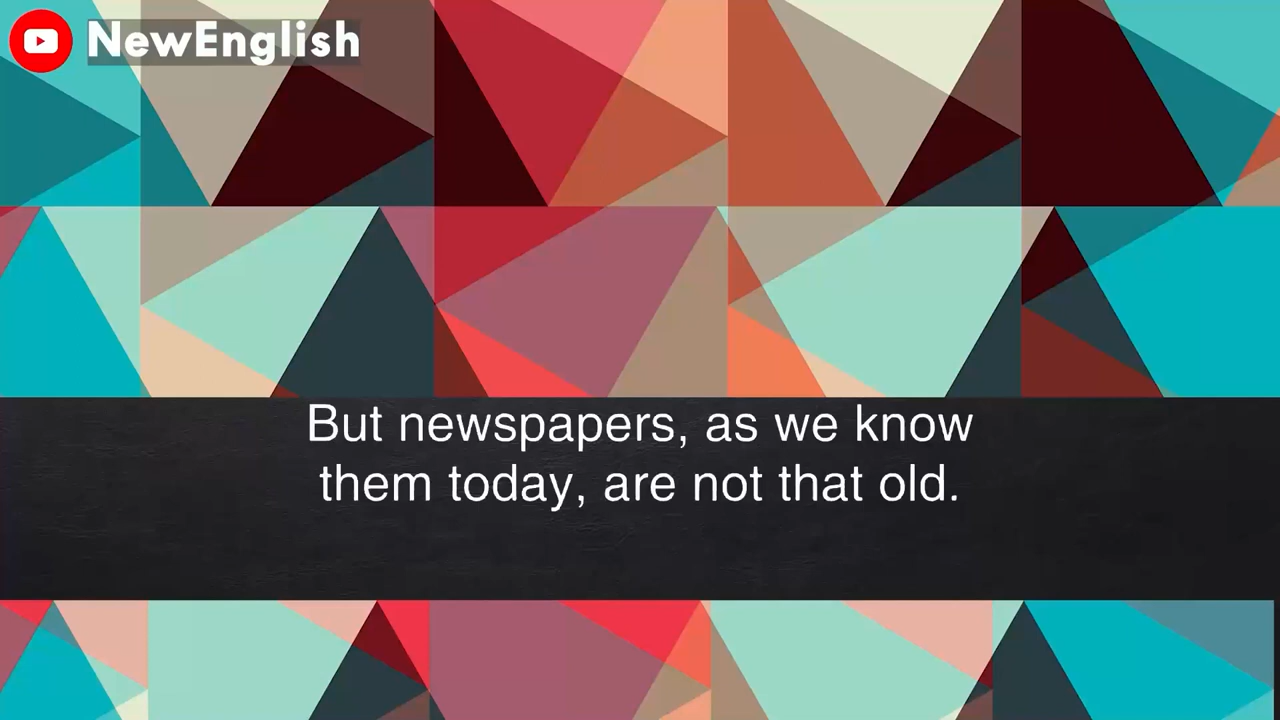 NewEnglish
But newspapers, as we know
them today, are not that old.